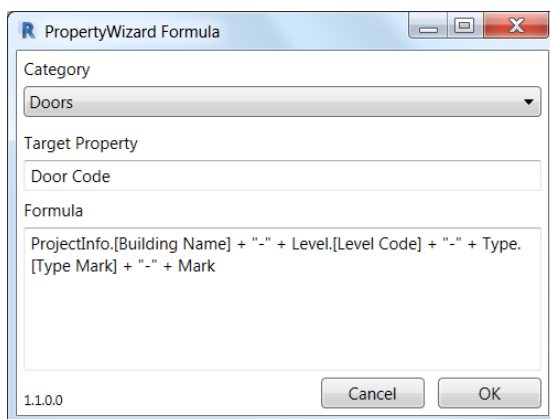 R PropertyWizard Formula
Category
Doors
Target Property
Door Code
Formula
ProjectInfo.[Building Name] + "-" + Level.[Level Code] + "-" + Type.
[Type Mark] + "-" + Mark
1.1.0.0
Cancel
OK